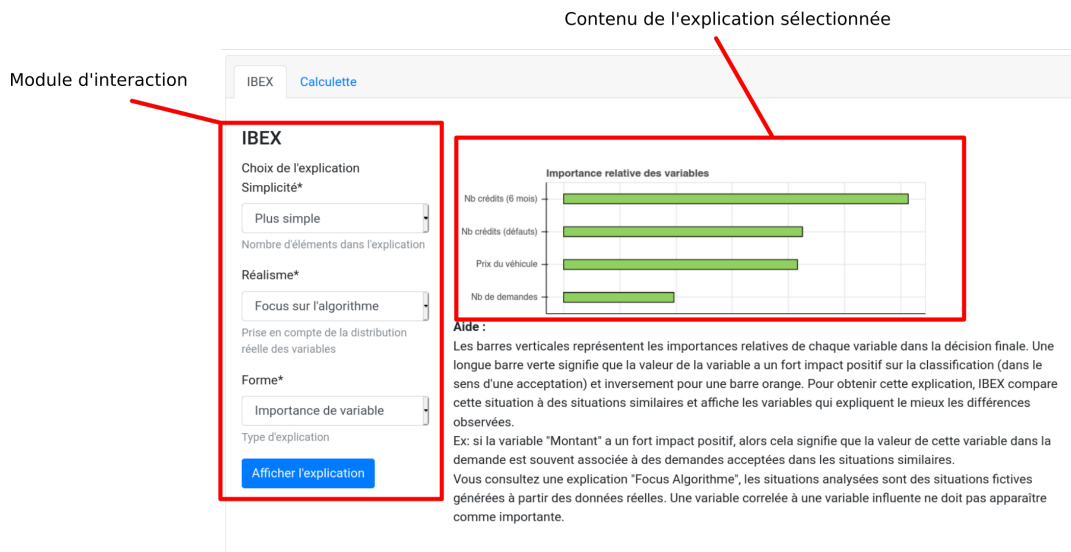 Contenu de l'explication sélectionnée
Module d'interaction
IBEX
Calculette
IBEX
Choix de l'explication
Simplicité*
Plus simple
Nombre d'éléments dans l'explication
Réalisme*
Focus sur l'algorithme
Prise en compte de la distribution
réelle des variables
Forme*
Importance de variable
Type d'explication
Afficher l'explication
Importance relative des variables
Nb crédits (6 mois)
Nb crédits (défauts)
Prix du véhicule
Nb de demandes
Aide :
Les barres verticales représentent les importances relatives de chaque variable dans la décision finale. Une
longue barre verte signifie que la valeur de la variable a un fort impact positif sur la classification (dans le
sens d'une acceptation) et inversement pour une barre orange. Pour obtenir cette explication, IBEX compare
cette situation à des situations similaires et affiche les variables qui expliquent le mieux les différences
observées.
Ex: si la variable "Montant" a un fort impact positif, alors cela signifie que la valeur de cette variable dans la
demande est souvent associée à des demandes acceptées dans les situations similaires.
Vous consultez une explication "Focus Algorithme", les situations analysées sont des situations fictives
générées à partir des données réelles. Une variable correlée à une variable influente ne doit pas apparaître
comme importante.